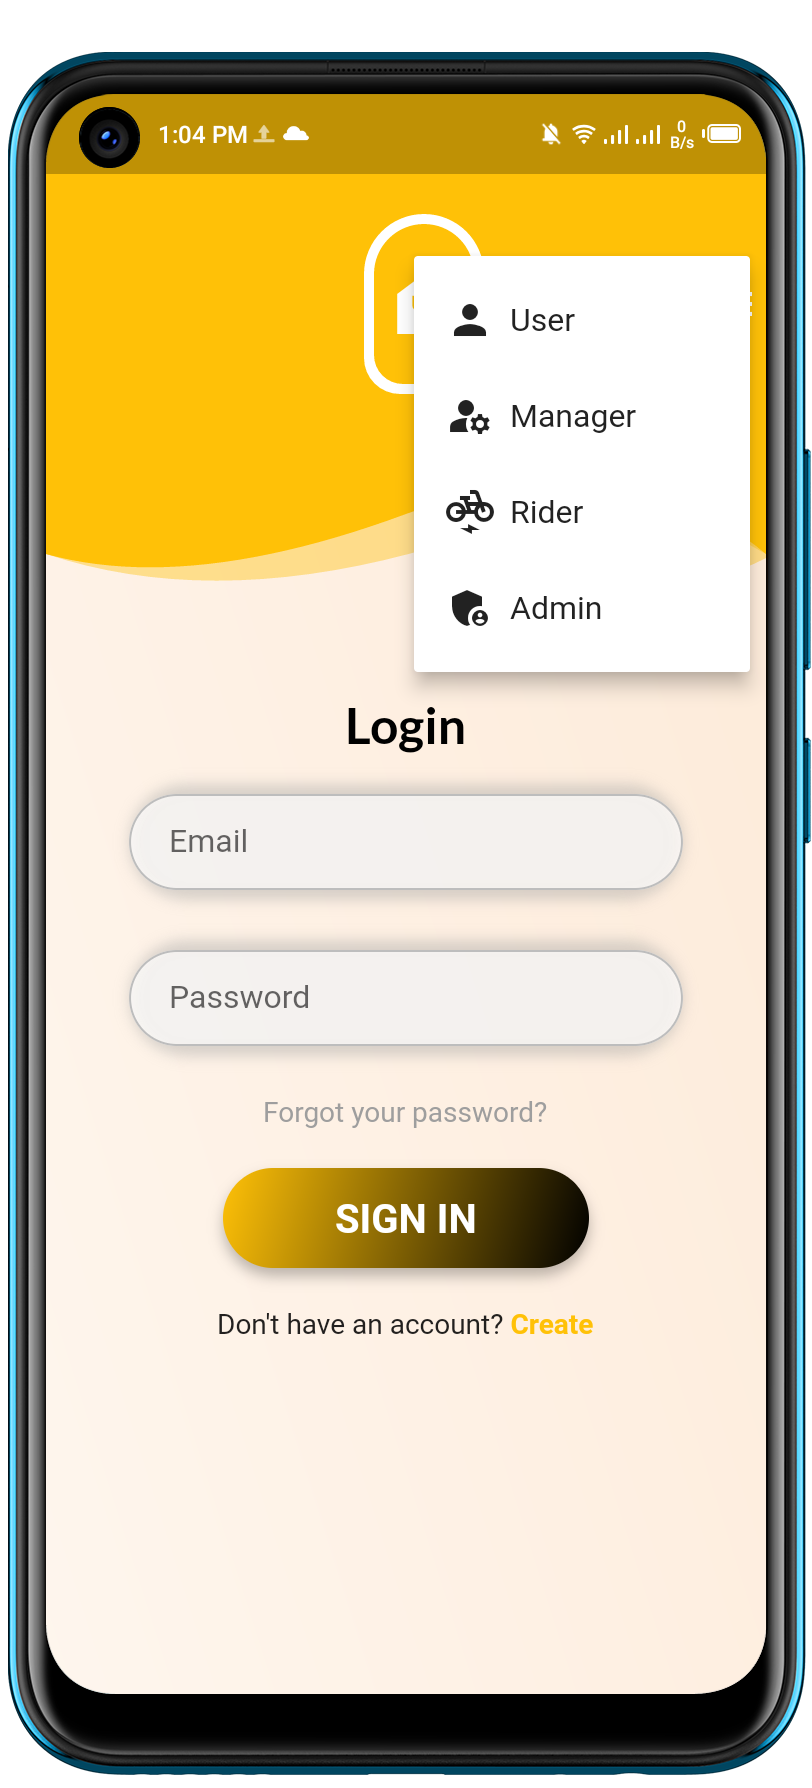 1:04 PM
0
B/s
User
Manager
Rider
Admin
Login
Email
Password
Forgot your password?
SIGN IN
Don't have an account? Create